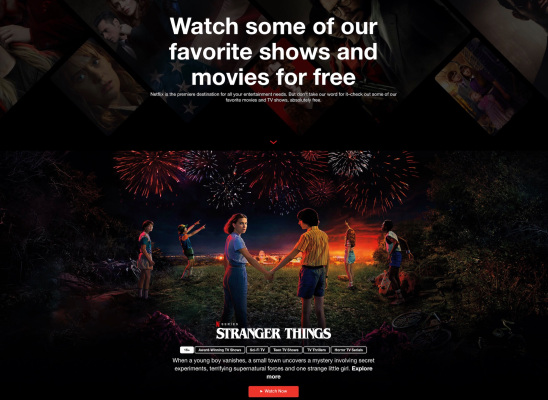 Watch some of our
favorite shows and
movies for free
Netflix is the premiere destination for all your entertainment needs. But don't take our word for it-check out some of our
favorite movies and TV shows, absolutely free.
SERIES
STRANGER THINGS
Award-Winning TV Shows Sci-Fi TV Teen TV Shows TV Thrillers Horror TV Serials
When a young boy vanishes, a small town uncovers a mystery involving secret
experiments, terrifying supernatural forces and one strange little girl. Explore
more
Watch Now